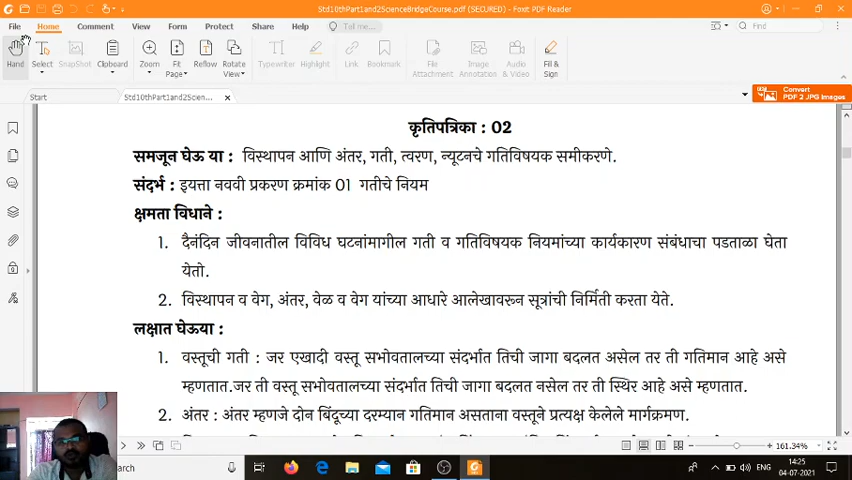 Std10thPart1and2ScienceBridgeCourse.pdf (SECURED) - Foxit PDF Reader
File Home Comment View Form Protect Share Help Tell me... Find
Hand Select SnapShot Clipboard Zoom Fit Page Reflow Rotate View Typewriter Highlight Link Bookmark File Attachment Image Annotation Audio & Video Fill & Sign
Convert
PDF 2 JPG Images
Start Std10thPart1and2Scien...
कृतिपत्रिका : 02
समजून घेऊ या : विस्थापन आणि अंतर, गती, त्वरण, न्यूटनचे गतिविषयक समीकरणे.
संदर्भ : इयत्ता नववी प्रकरण क्रमांक 01 गतीचे नियम
क्षमता विधाने :
1. दैनंदिन जीवनातील विविध घटनांमागील गती व गतिविषयक नियमांच्या कार्यकारण संबंधाचा पडताळा घेता
येतो.
2. विस्थापन व वेग, अंतर, वेळ व वेग यांच्या आधारे आलेखावरून सूत्रांची निर्मिती करता येते.
लक्षात घेऊया :
1. वस्तूची गती : जर एखादी वस्तू सभोवतालच्या संदर्भात तिची जागा बदलत असेल तर ती गतिमान आहे असे
म्हणतात.जर ती वस्तू सभोवतालच्या संदर्भात तिची जागा बदलत नसेल तर ती स्थिर आहे असे म्हणतात.
2. अंतर : अंतर म्हणजे दोन बिंदूच्या दरम्यान गतिमान असताना वस्तूने प्रत्यक्ष केलेले मार्गक्रमण.
161.34%
earch
ENG
14:25
04-07-2021